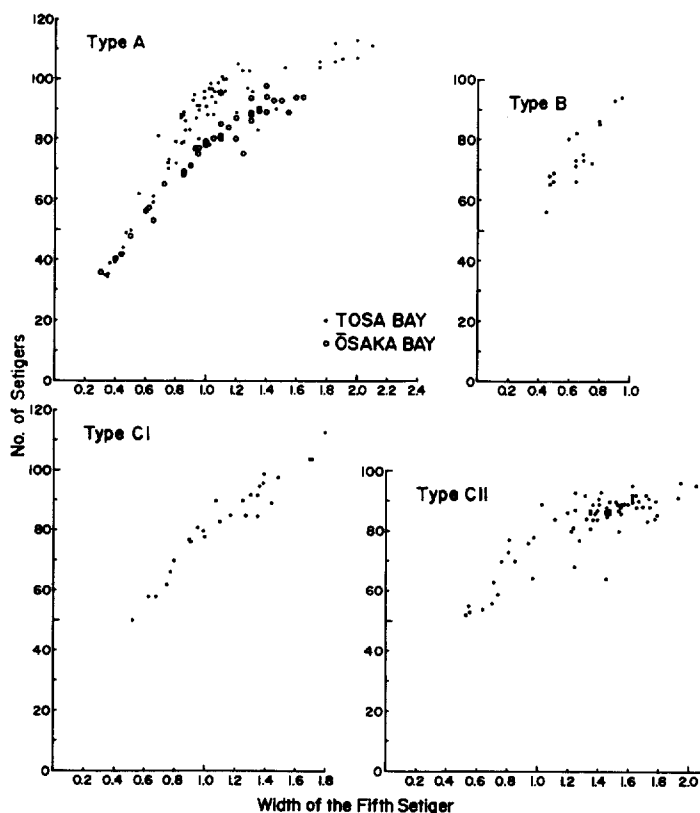 Type A
120
100
80
60
40
20
0
0.2 0.4 0.6 0.8 1.0 1.2 1.4 1.6 1.8 2.0 2.2 2.4
• TOSA BAY
o ŌSAKA BAY
Type B
100
80
60
40
20
0
0.2 0.4 0.6 0.8 1.0
No. of Setigers
Type CI
120
100
80
60
40
20
0
0.2 0.4 0.6 0.8 1.0 1.2 1.4 1.6 1.8
Type CII
100
80
60
40
20
0
0.2 0.4 0.6 0.8 1.0 1.2 1.4 1.6 1.8 2.0
Width of the Fifth Setiger